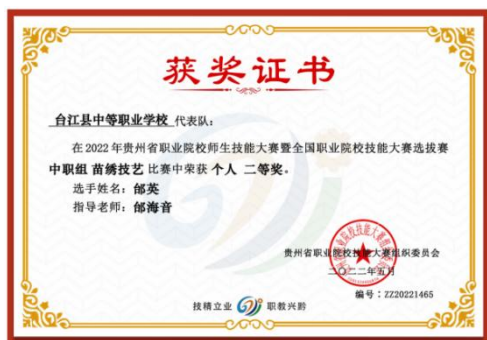 获奖证书
台江县中等职业学校 代表队：
在 2022 年贵州省职业院校师生技能大赛暨全国职业院校技能大赛选拔赛
中职组 苗绣技艺 比赛中荣获 个人 二等奖。
选手姓名：邰英
指导老师：邰海音
贵州省职业院校技能大赛组织委员会
二〇二二年五月
编号：ZZ20221465
技精立业 职教兴黔